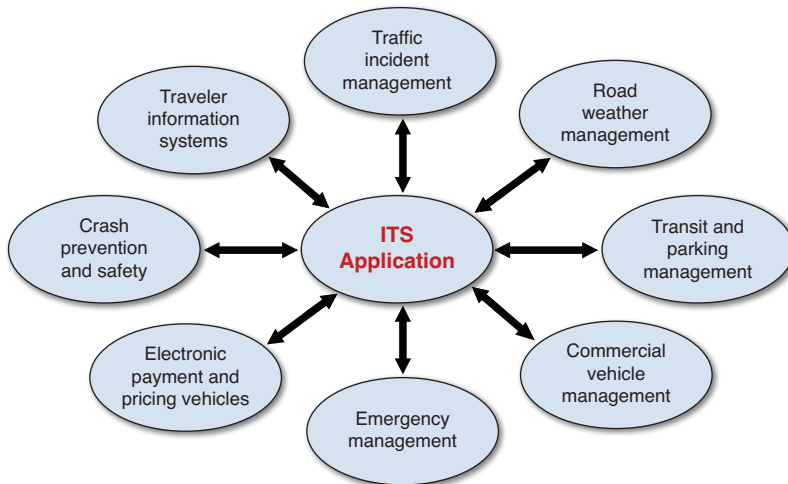 Traffic
incident
management
Traveler
information
systems
Road
weather
management
Crash
prevention
and safety
ITS
Application
Transit and
parking
management
Electronic
payment and
pricing vehicles
Commercial
vehicle
management
Emergency
management